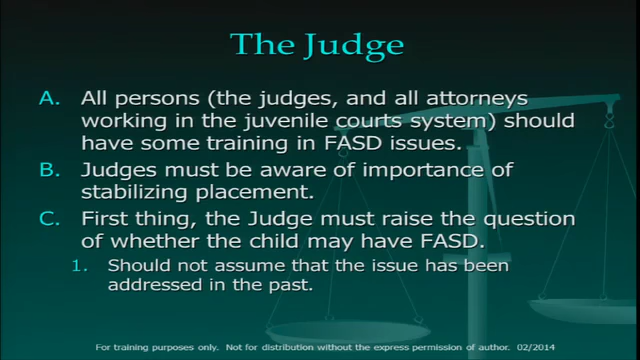 The Judge
A. All persons (the judges, and all attorneys
working in the juvenile courts system) should
have some training in FASD issues.
B. Judges must be aware of importance of
stabilizing placement.
C. First thing, the Judge must raise the question
of whether the child may have FASD.
1. Should not assume that the issue has been
addressed in the past.
For training purposes only. Not for distribution without the express permission of author. 02/2014